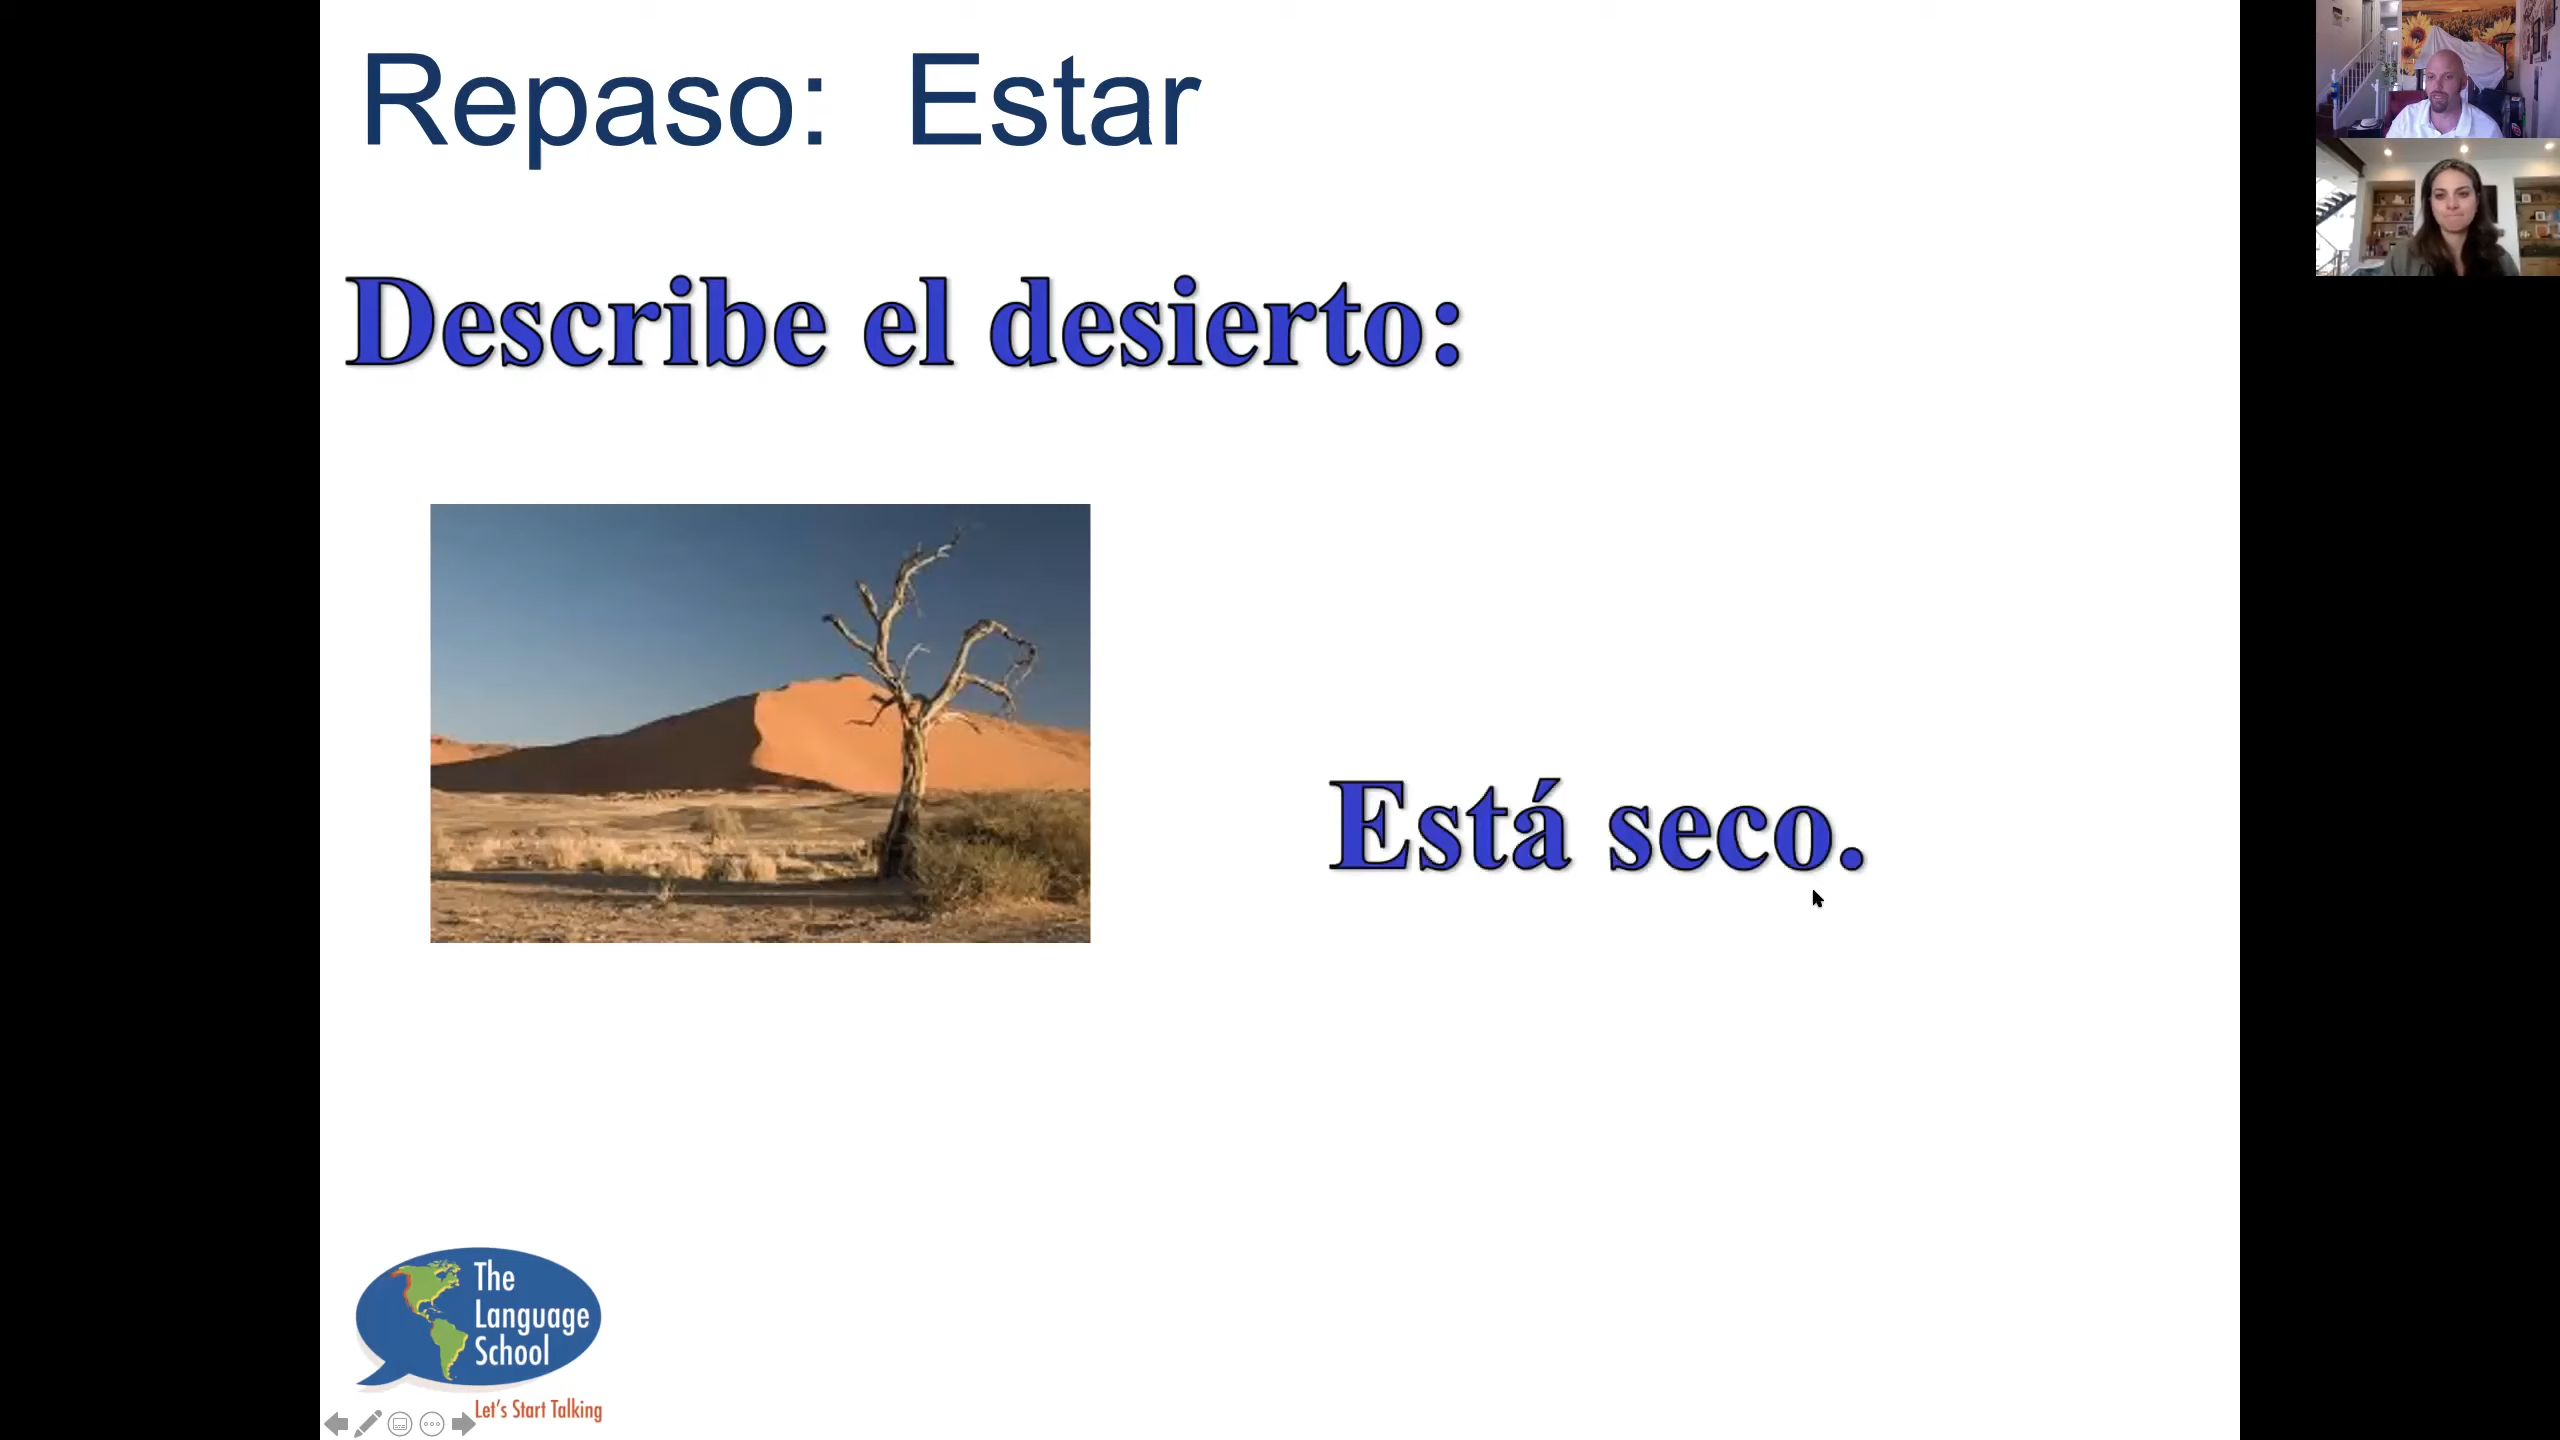 Repaso:  Estar
Describe el desierto:
Está seco.
The
Language
School
Let's Start Talking